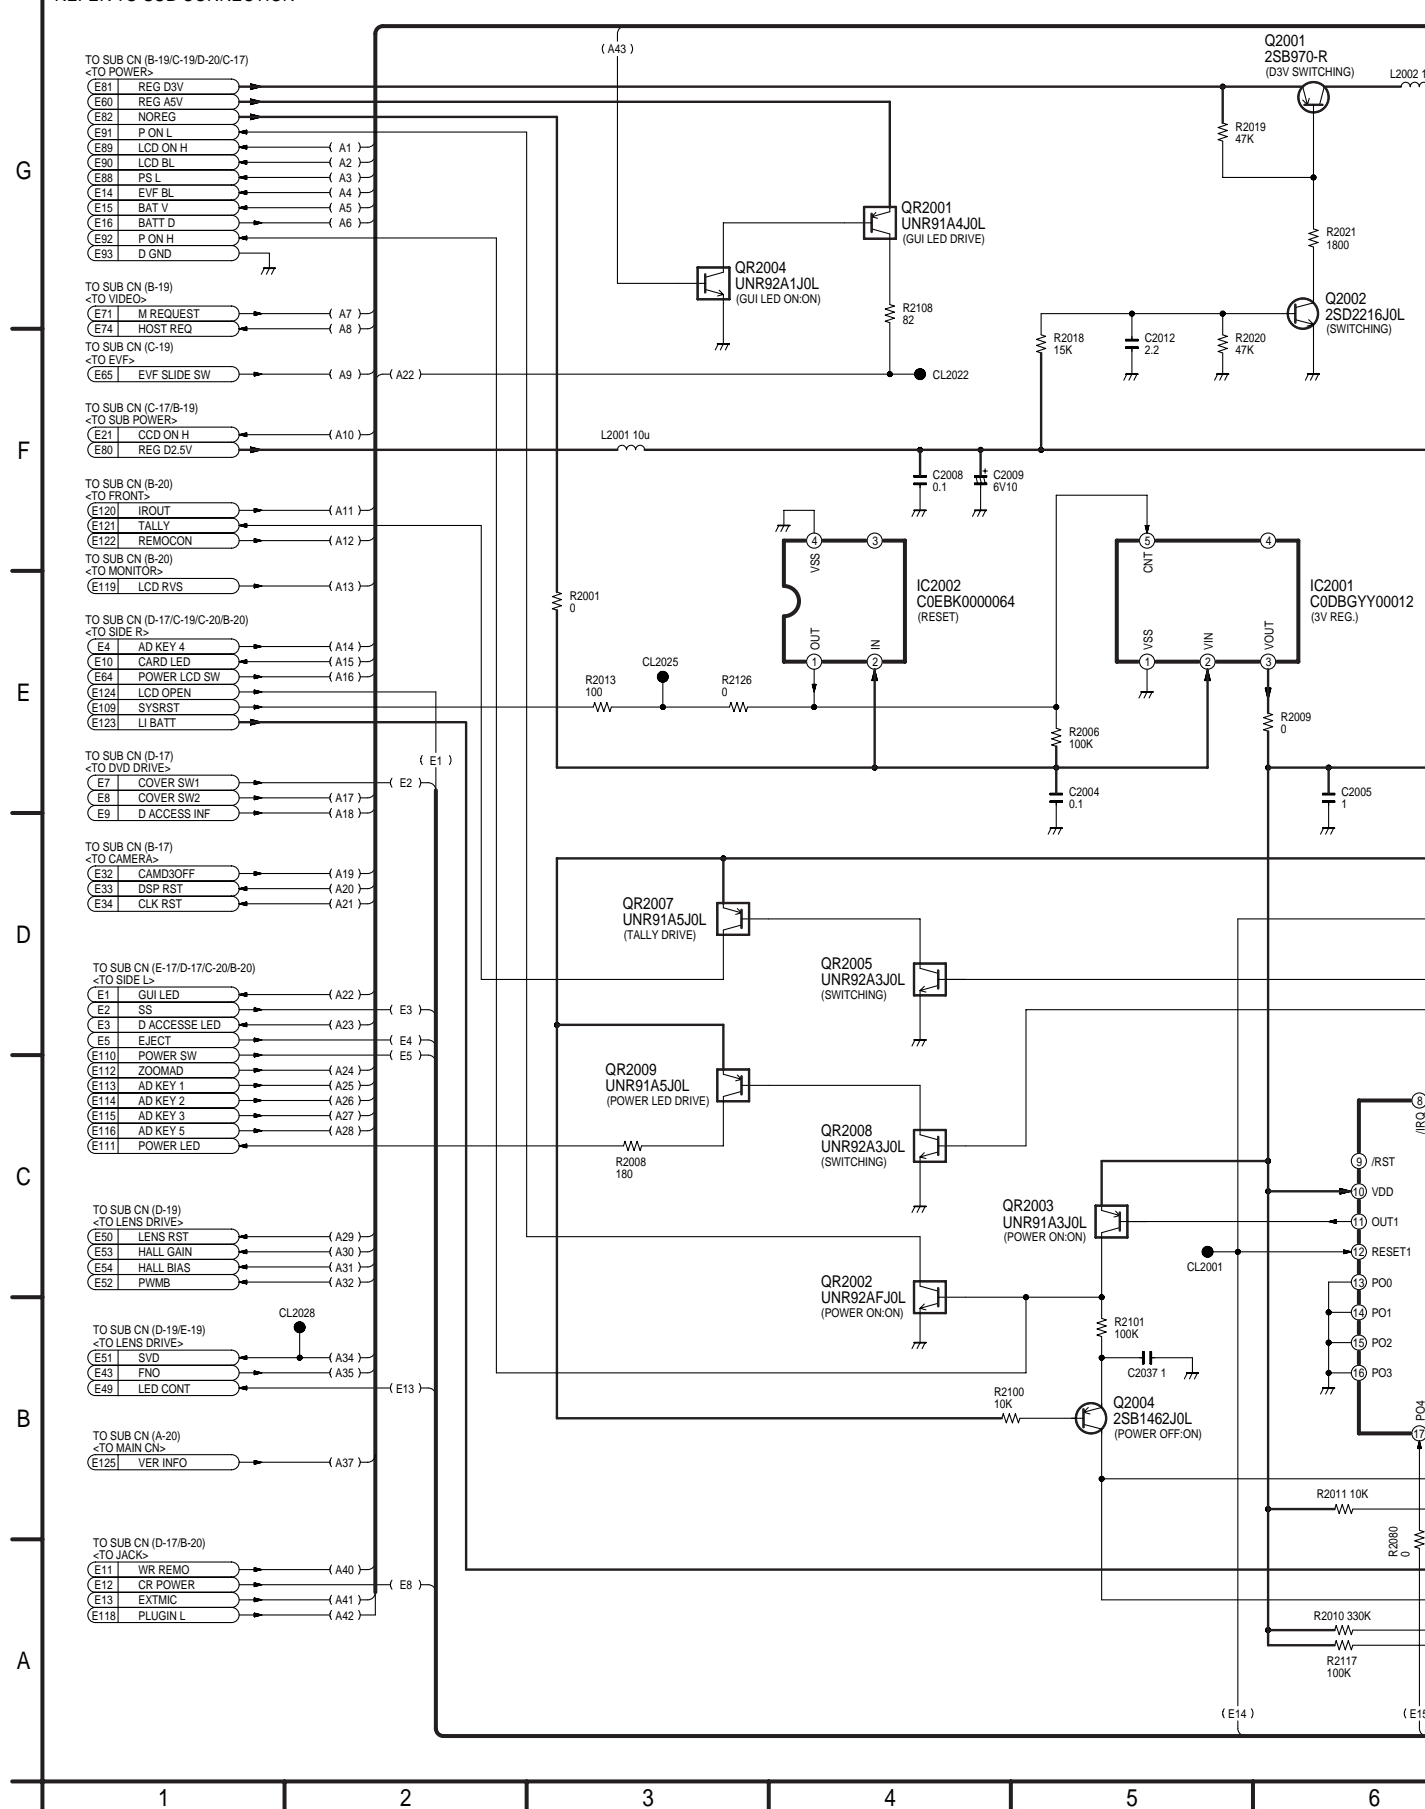 TO SUB CN (B-19/C-19/D-20/C-17)
<TO POWER>
E81 REG D3V
E60 REG A5V
E82 NOREG
E91 P ON L
E89 LCD ON H ( A1 )
E90 LCD BL ( A2 )
E88 PS L ( A3 )
E14 EVF BL ( A4 )
E15 BAT V ( A5 )
E16 BATT D ( A6 )
E92 P ON H
E93 D GND
TO SUB CN (B-19)
<TO VIDEO>
E71 M REQUEST ( A7 )
E74 HOST REQ ( A8 )
TO SUB CN (C-19)
<TO EVF>
E65 EVF SLIDE SW ( A9 ) ( A22 )
TO SUB CN (C-17/B-19)
<TO SUB POWER>
E21 CCD ON H ( A10 )
E80 REG D2.5V
TO SUB CN (B-20)
<TO FRONT>
E120 IROUT ( A11 )
E121 TALLY
E122 REMOCON ( A12 )
TO SUB CN (B-20)
<TO MONITOR>
E119 LCD RVS ( A13 )
TO SUB CN (D-17/C-19/C-20/B-20)
<TO SIDE R>
E4 AD KEY 4 ( A14 )
E10 CARD LED ( A15 )
E64 POWER LCD SW ( A16 )
E124 LCD OPEN
E109 SYSRST
E123 LI BATT
( E1 )
TO SUB CN (D-17)
<TO DVD DRIVE>
E7 COVER SW1 ( E2 )
E8 COVER SW2 ( A17 )
E9 D ACCESS INF ( A18 )
TO SUB CN (B-17)
<TO CAMERA>
E32 CAMD3OFF ( A19 )
E33 DSP RST ( A20 )
E34 CLK RST ( A21 )
TO SUB CN (E-17/D-17/C-20/B-20)
<TO SIDE L>
E1 GUI LED ( A22 )
E2 SS ( E3 )
E3 D ACCESSE LED ( A23 )
E5 EJECT ( E4 )
E110 POWER SW ( E5 )
E112 ZOOMAD ( A24 )
E113 AD KEY 1 ( A25 )
E114 AD KEY 2 ( A26 )
E115 AD KEY 3 ( A27 )
E116 AD KEY 5 ( A28 )
E111 POWER LED
TO SUB CN (D-19)
<TO LENS DRIVE>
E50 LENS RST ( A29 )
E53 HALL GAIN ( A30 )
E54 HALL BIAS ( A31 )
E52 PWMB ( A32 )
CL2028
TO SUB CN (D-19/E-19)
<TO LENS DRIVE>
E51 SVD ( A34 )
E43 FNO ( A35 )
E49 LED CONT ( E13 )
TO SUB CN (A-20)
<TO MAIN CN>
E125 VER INFO ( A37 )
TO SUB CN (D-17/B-20)
<TO JACK>
E11 WR REMO ( A40 )
E12 CR POWER ( E8 )
E13 EXTMIC ( A41 )
E118 PLUGIN L ( A42 )
( A43 )
Q2001
2SB970-R
(D3V SWITCHING)
L2002
R2019
47K
QR2001
UNR91A4J0L
(GUI LED DRIVE)
R2021
1800
QR2004
UNR92A1J0L
(GUI LED ON:ON)
R2108
82
Q2002
2SD2216J0L
(SWITCHING)
R2018
15K
C2012
2.2
R2020
47K
CL2022
L2001 10u
C2008
0.1
+
C2009
6V10
4 VSS
3
1 OUT
2 IN
IC2002
C0EBK0000064
(RESET)
5 CNT
4
1 VSS
2 VIN
3 VOUT
IC2001
C0DBGYY00012
(3V REG.)
R2001
0
R2013
100
CL2025
R2126
0
R2006
100K
R2009
0
C2004
0.1
C2005
1
QR2007
UNR91A5J0L
(TALLY DRIVE)
QR2005
UNR92A3J0L
(SWITCHING)
QR2009
UNR91A5J0L
(POWER LED DRIVE)
QR2008
UNR92A3J0L
(SWITCHING)
R2008
180
QR2003
UNR91A3J0L
(POWER ON:ON)
CL2001
QR2002
UNR92AFJ0L
(POWER ON:ON)
R2101
100K
C2037 1
R2100
10K
Q2004
2SB1462J0L
(POWER OFF:ON)
8 /IRQ
9 /RST
10 VDD
11 OUT1
12 RESET1
13 PO0
14 PO1
15 PO2
16 PO3
17 PO4
R2011 10K
R2080
0
R2010 330K
R2117
100K
( E14 )
G
F
E
D
C
B
A
1 2 3 4 5 6